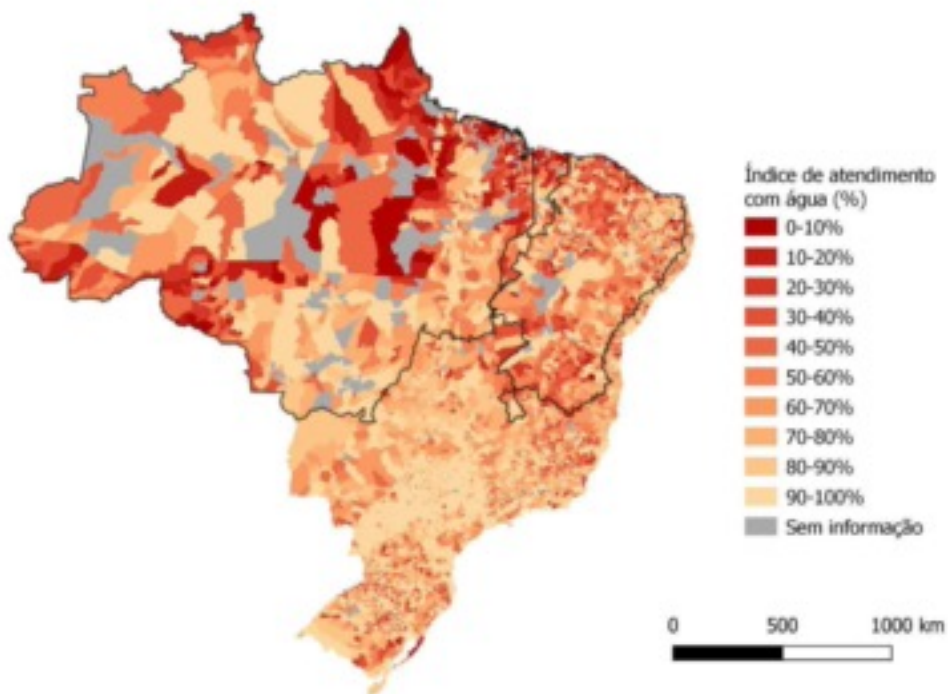 Índice de atendimento
com água (%)
0-10%
10-20%
20-30%
30-40%
40-50%
50-60%
60-70%
70-80%
80-90%
90-100%
Sem informação
0 500 1000 km